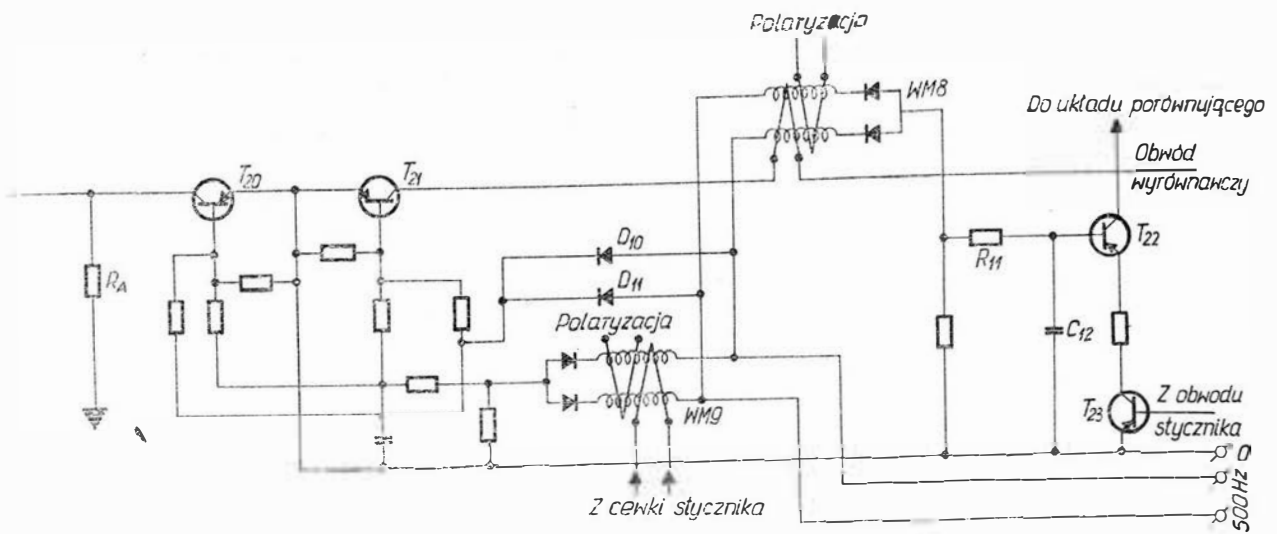 Polaryzacja
WM8
Do układu porównującego
Obwód
wyrównawczy
T20
T21
T22
R11
D10
D11
RA
Polaryzacja
C12
WM9
T23
Z obwodu
stycznika
0
500Hz
Z cewki stycznika